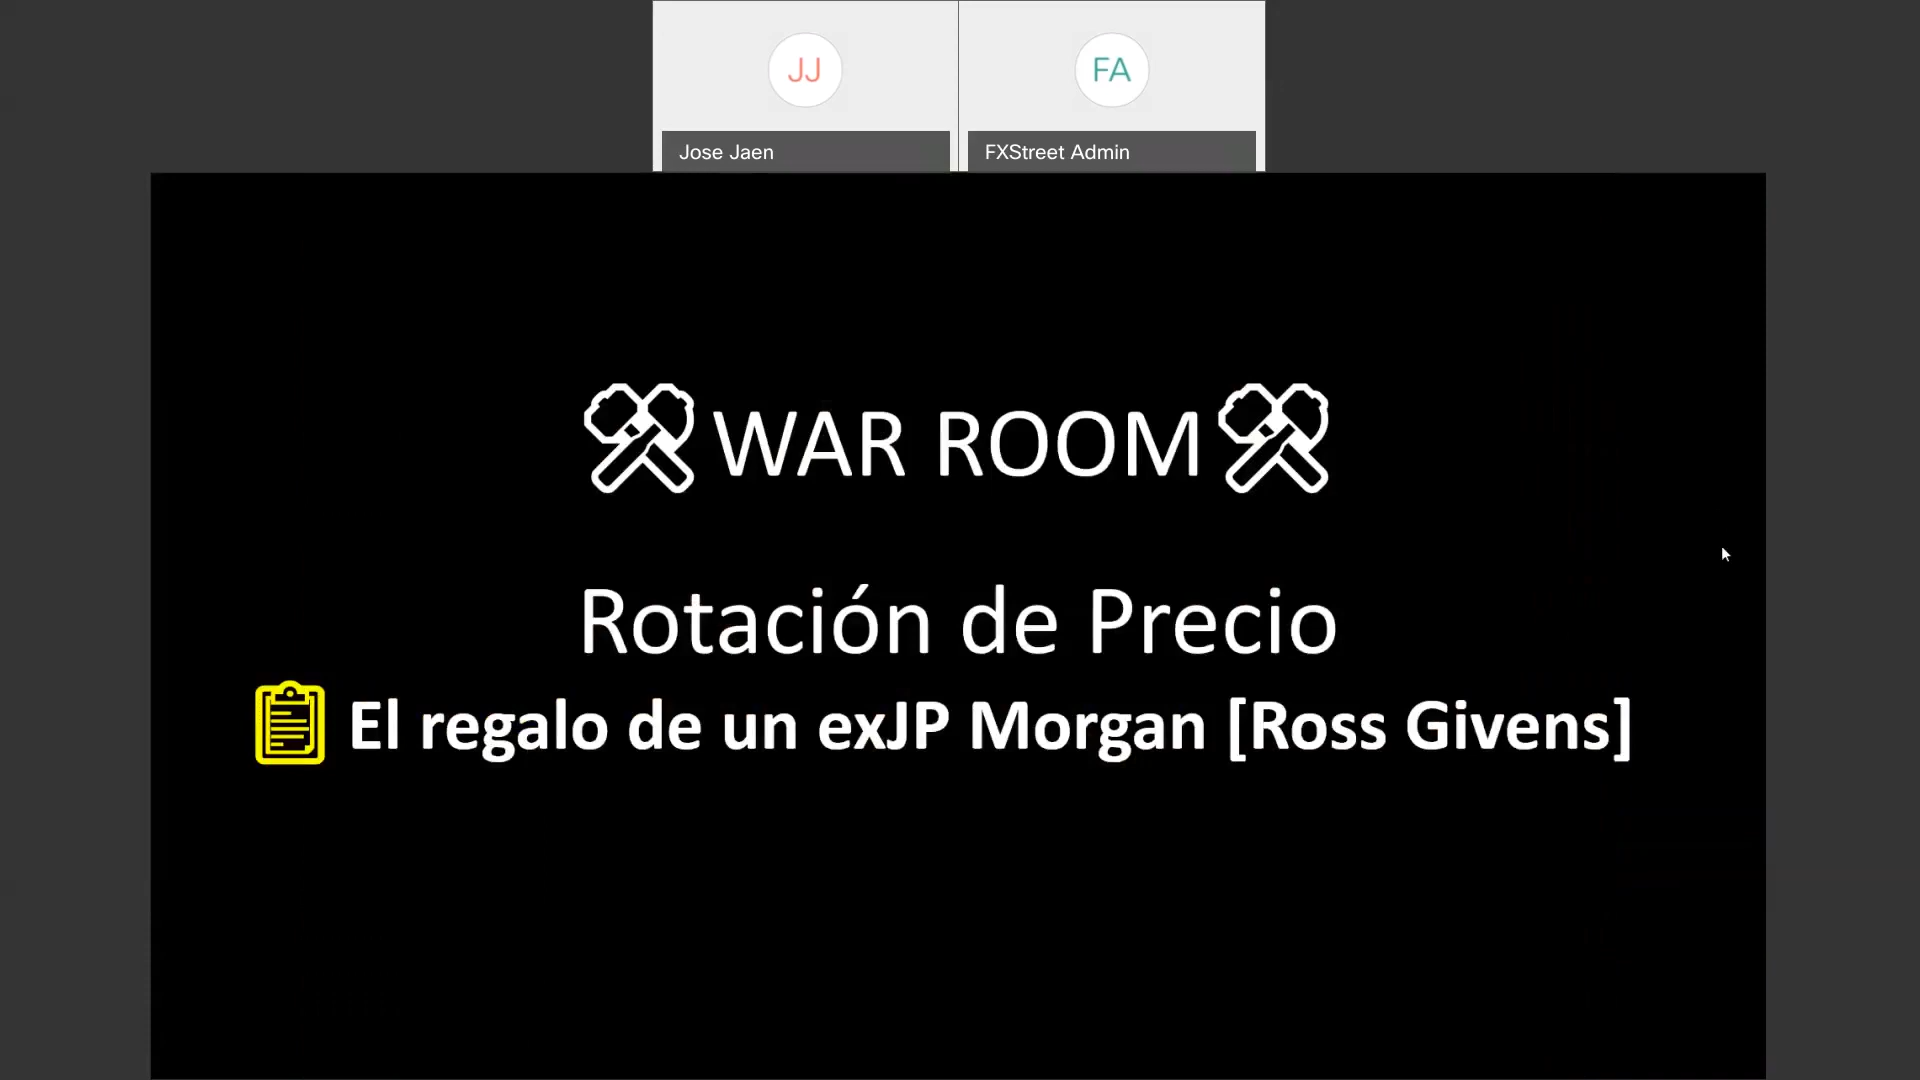 JJ
FA
Jose Jaen
FXStreet Admin
WAR ROOM
Rotación de Precio
El regalo de un exJP Morgan [Ross Givens]